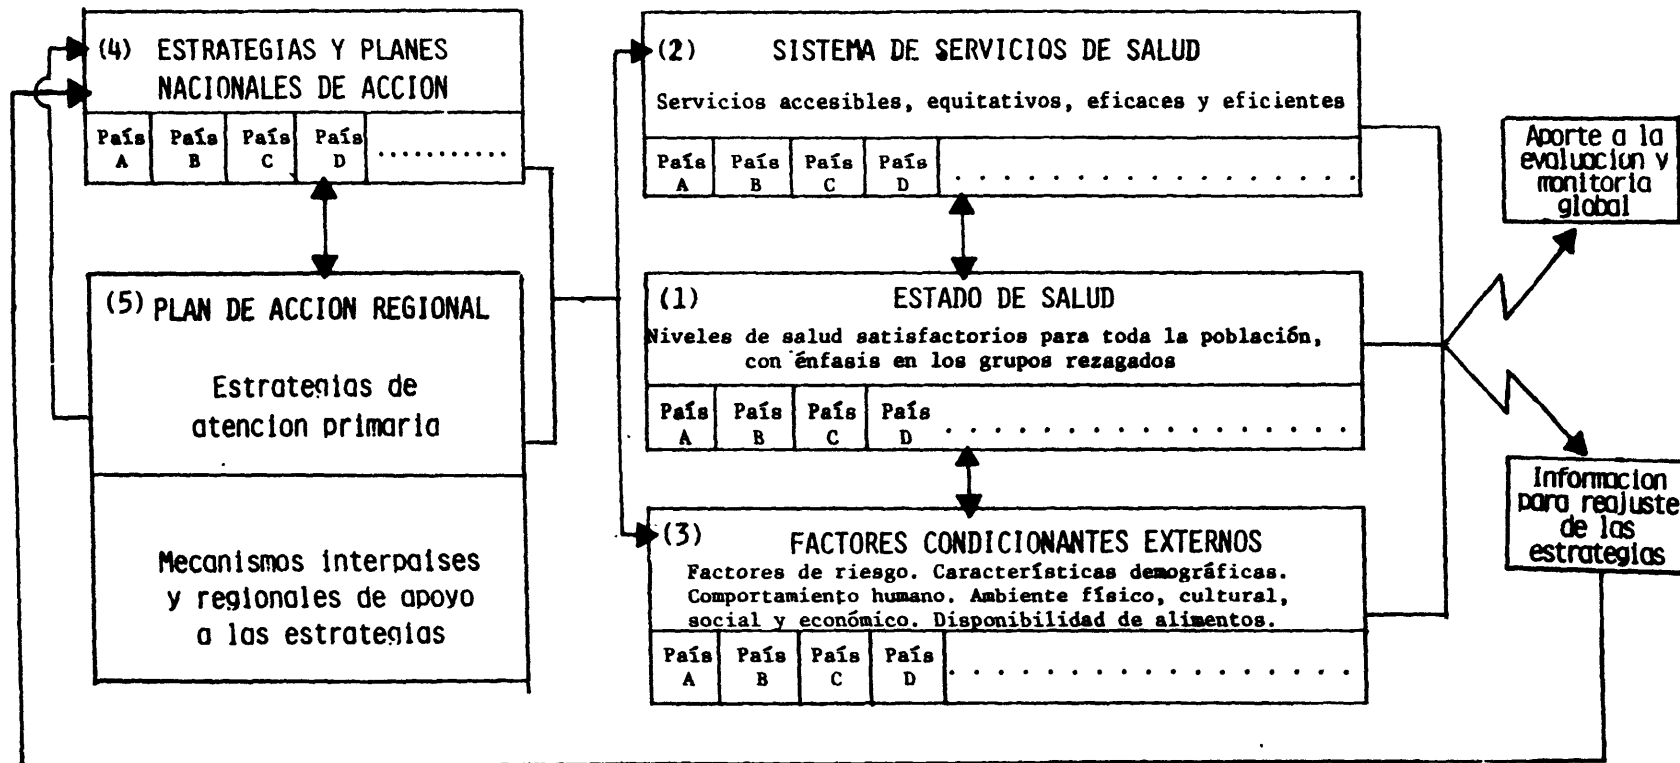 (4) ESTRATEGIAS Y PLANES
NACIONALES DE ACCION
País A País B País C País D ..........
(5) PLAN DE ACCION REGIONAL
Estrategias de
atencion primaria
Mecanismos interpaises
y regionales de apoyo
a las estrategias
(2) SISTEMA DE SERVICIOS DE SALUD
Servicios accesibles, equitativos, eficaces y eficientes
País A País B País C País D . . . . . . . . . . . . . . . . . .
(1) ESTADO DE SALUD
Niveles de salud satisfactorios para toda la población,
con énfasis en los grupos rezagados
País A País B País C País D . . . . . . . . . . . . . . . . . .
(3) FACTORES CONDICIONANTES EXTERNOS
Factores de riesgo. Características demográficas.
Comportamiento humano. Ambiente físico, cultural,
social y económico. Disponibilidad de alimentos.
País A País B País C País D . . . . . . . . . . . . . . . . . .
Aporte a la
evaluacion y
monitoria
global
Informacion
para reajuste
de las
estrategias